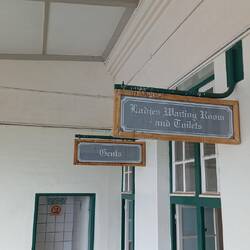 Ladies Waiting Room
and Toilets
Gents